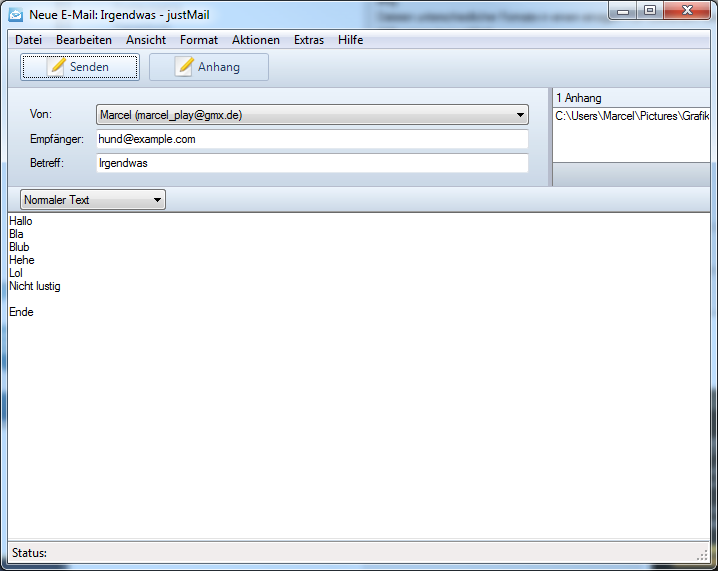 Neue E-Mail: Irgendwas - justMail
Datei Bearbeiten Ansicht Format Aktionen Extras Hilfe
Senden Anhang
Von: Marcel (marcel_play@gmx.de)
Empfänger: hund@example.com
Betreff: Irgendwas
1 Anhang
C:\Users\Marcel\Pictures\Grafik
Normaler Text
Hallo
Bla
Blub
Hehe
Lol
Nicht lustig
Ende
Status: